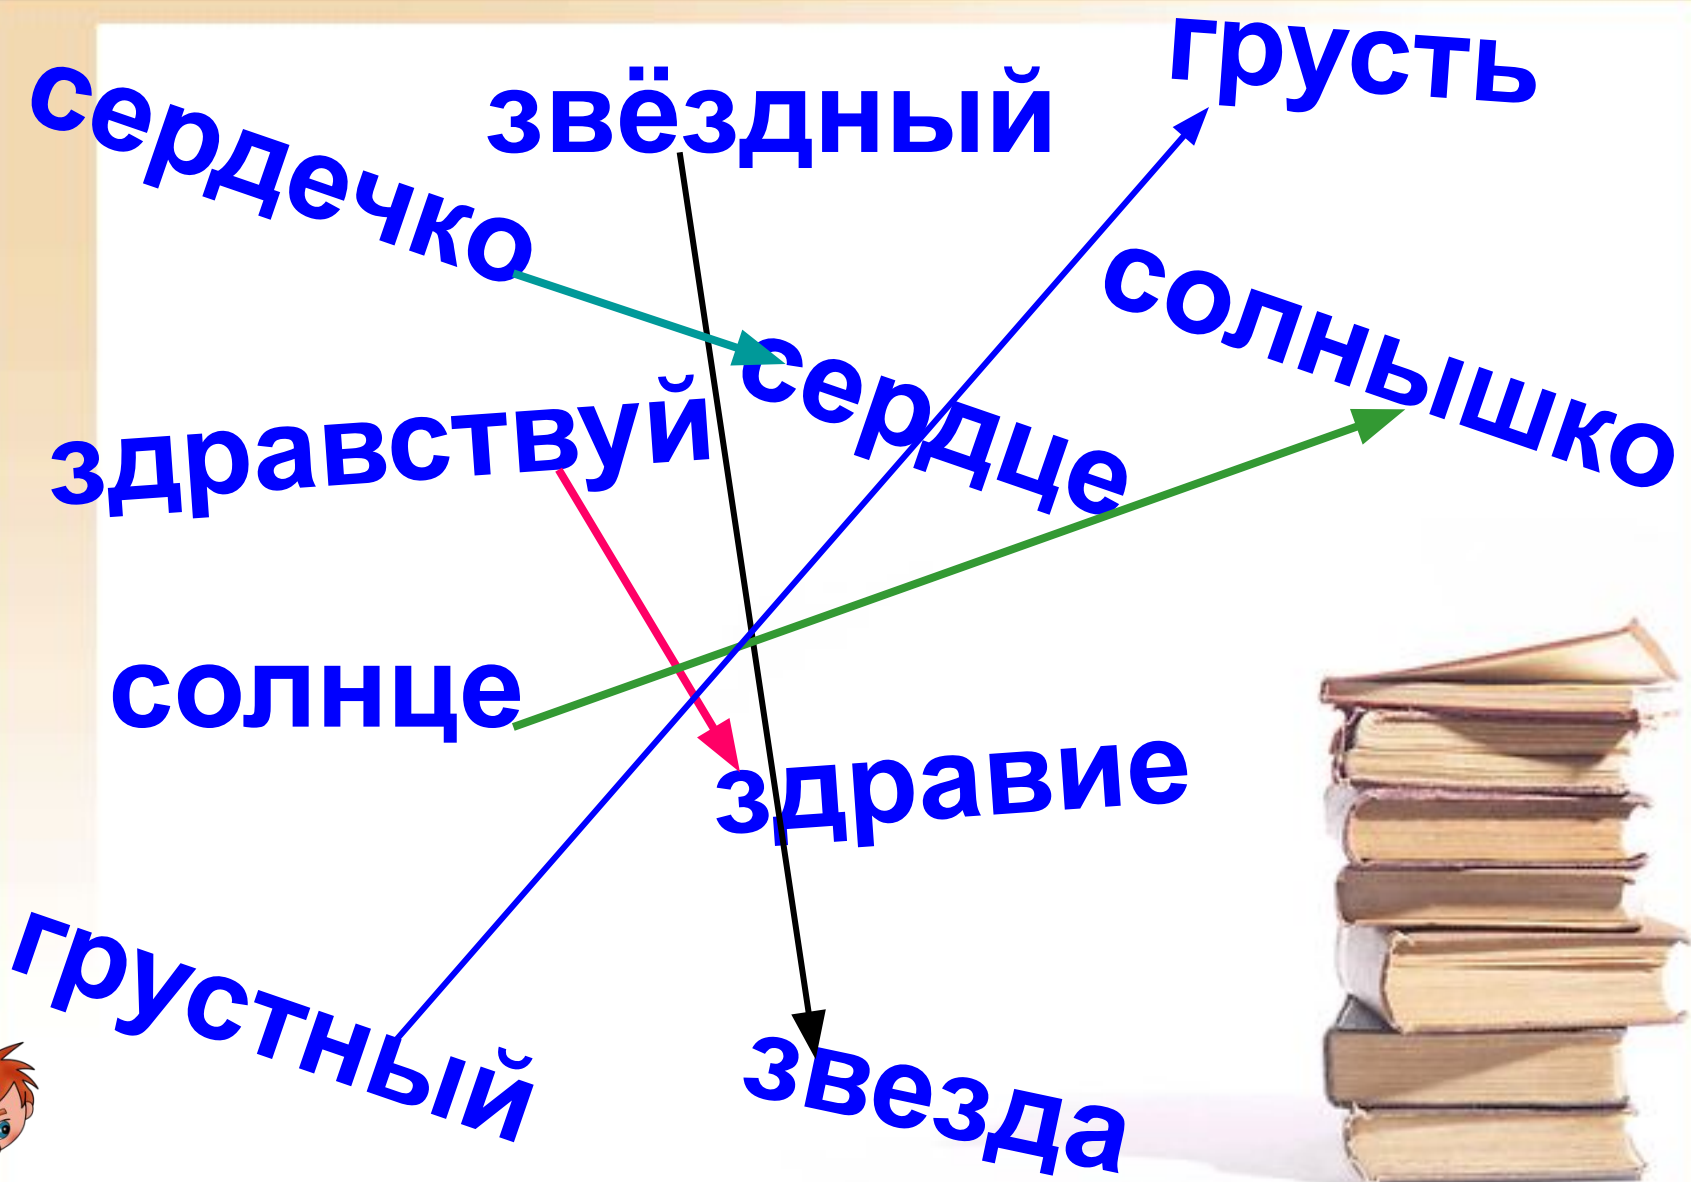 грусть
звёздный
сердечко
солнышко
сердце
здравствуй
солнце
здравие
грустный
звезда